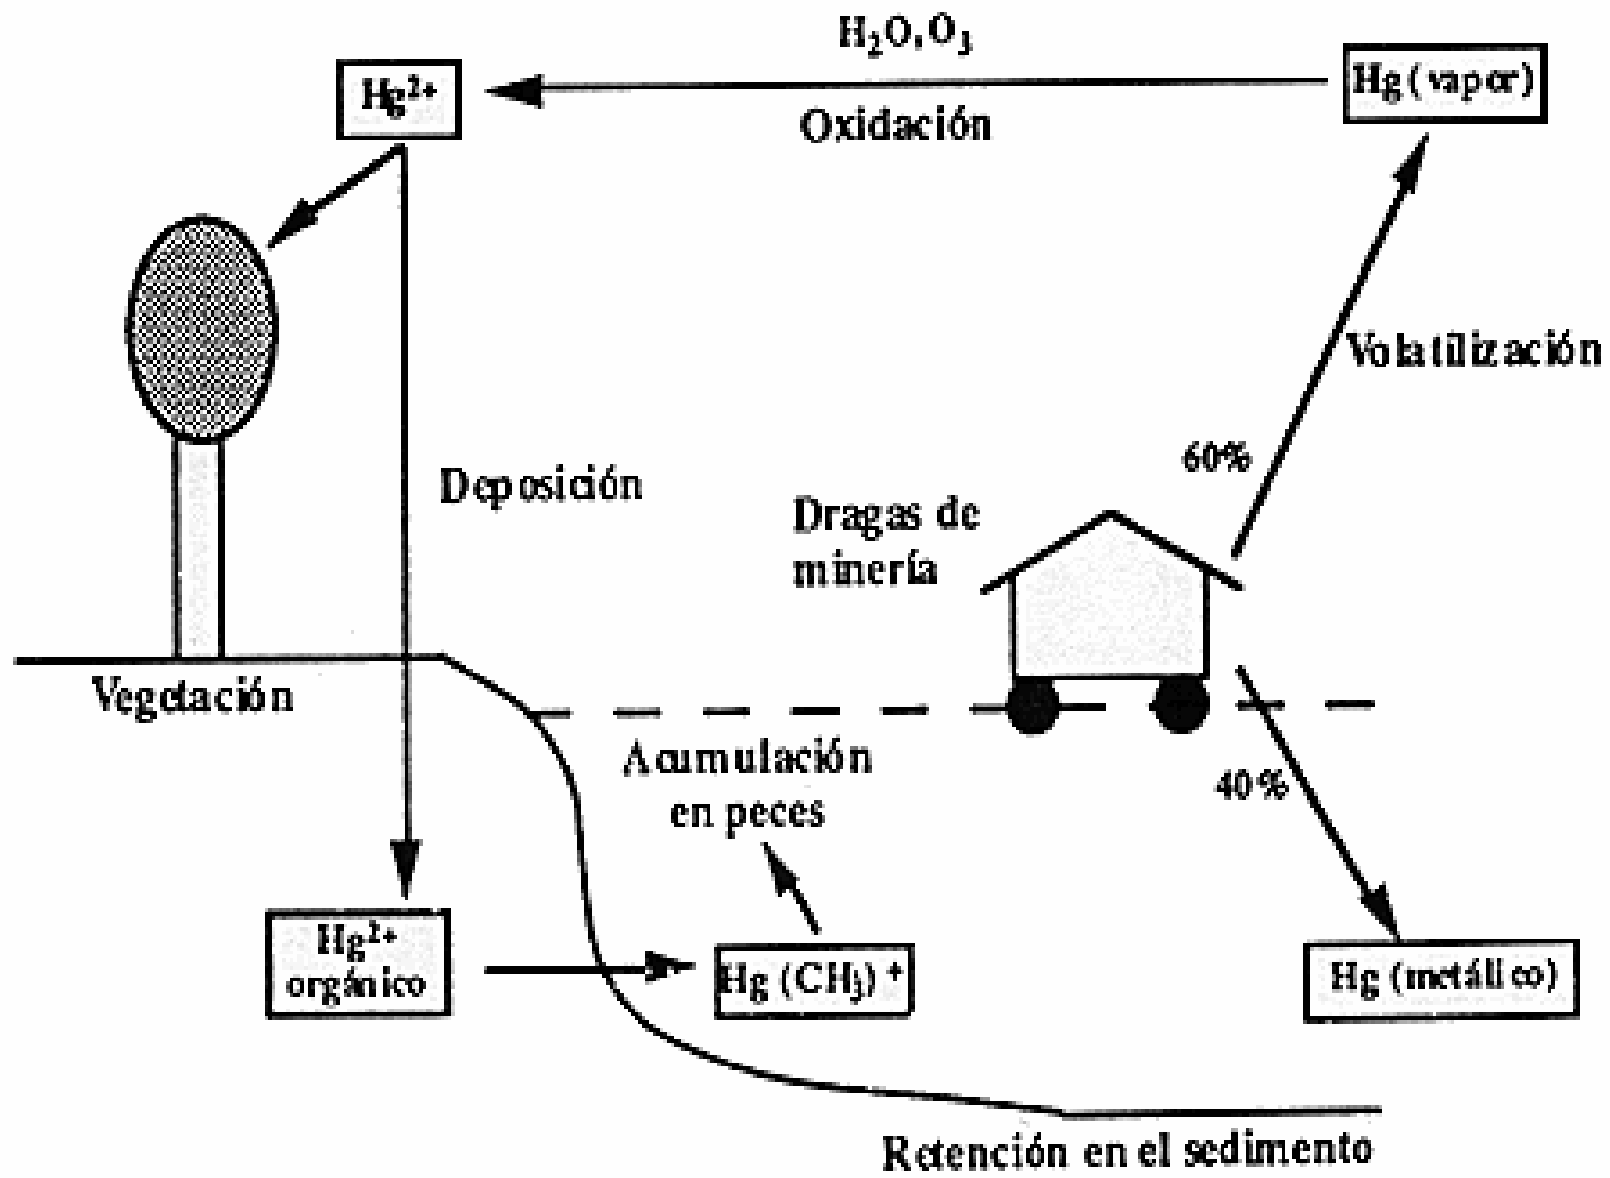 H₂O, O₃
Hg²⁺
Hg (vapor)
Oxidación
Volatilización
60%
Deposición
Dragas de
minería
Vegetación
Acumulación
en peces
40%
Hg²⁺
orgánico
Hg (CH₃)⁺
Hg (metálico)
Retención en el sedimento